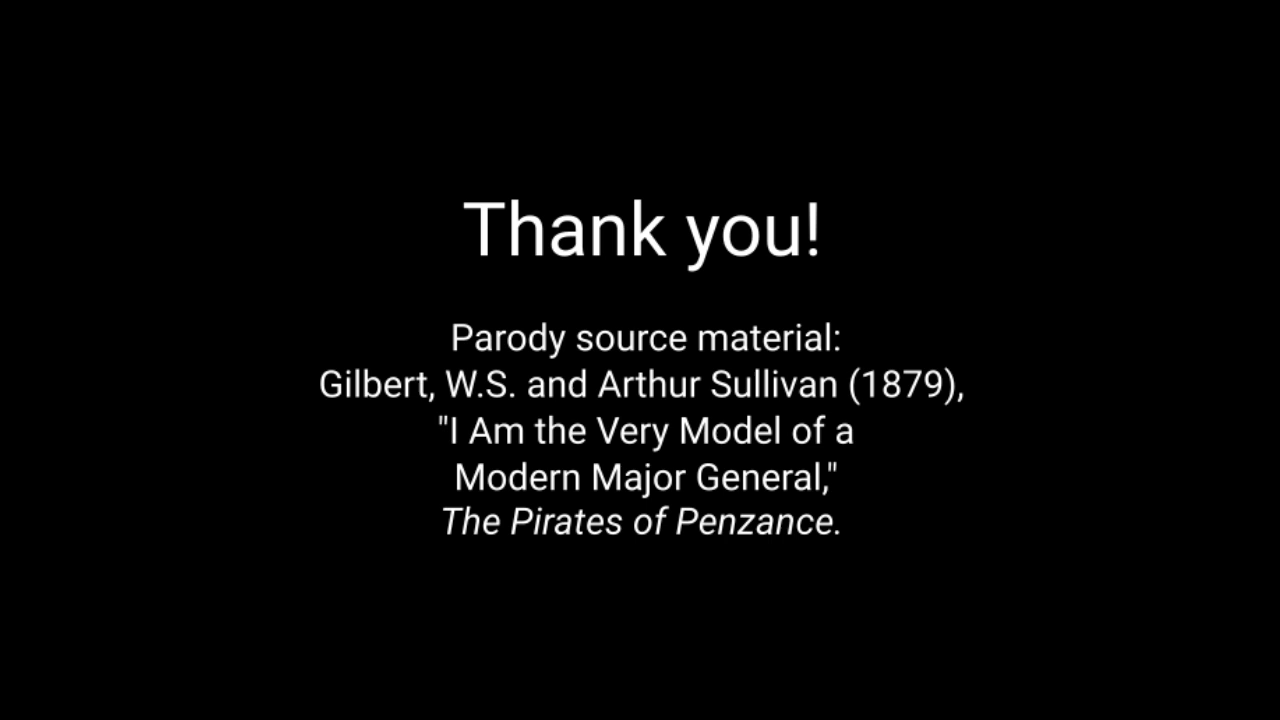 Thank you!
Parody source material:
Gilbert, W.S. and Arthur Sullivan (1879),
"I Am the Very Model of a
Modern Major General,"
The Pirates of Penzance.